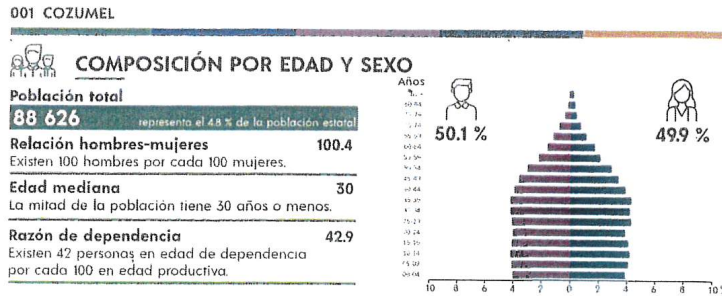 001 COZUMEL
COMPOSICIÓN POR EDAD Y SEXO
Población total
88 626 representa el 4.8 % de la población estatal
Relación hombres-mujeres 100.4
Existen 100 hombres por cada 100 mujeres.
Edad mediana 30
La mitad de la población tiene 30 años o menos.
Razón de dependencia 42.9
Existen 42 personas en edad de dependencia
por cada 100 en edad productiva.
Años
50.1 %
49.9 %
10 8 6 4 2 0 2 4 6 8 10